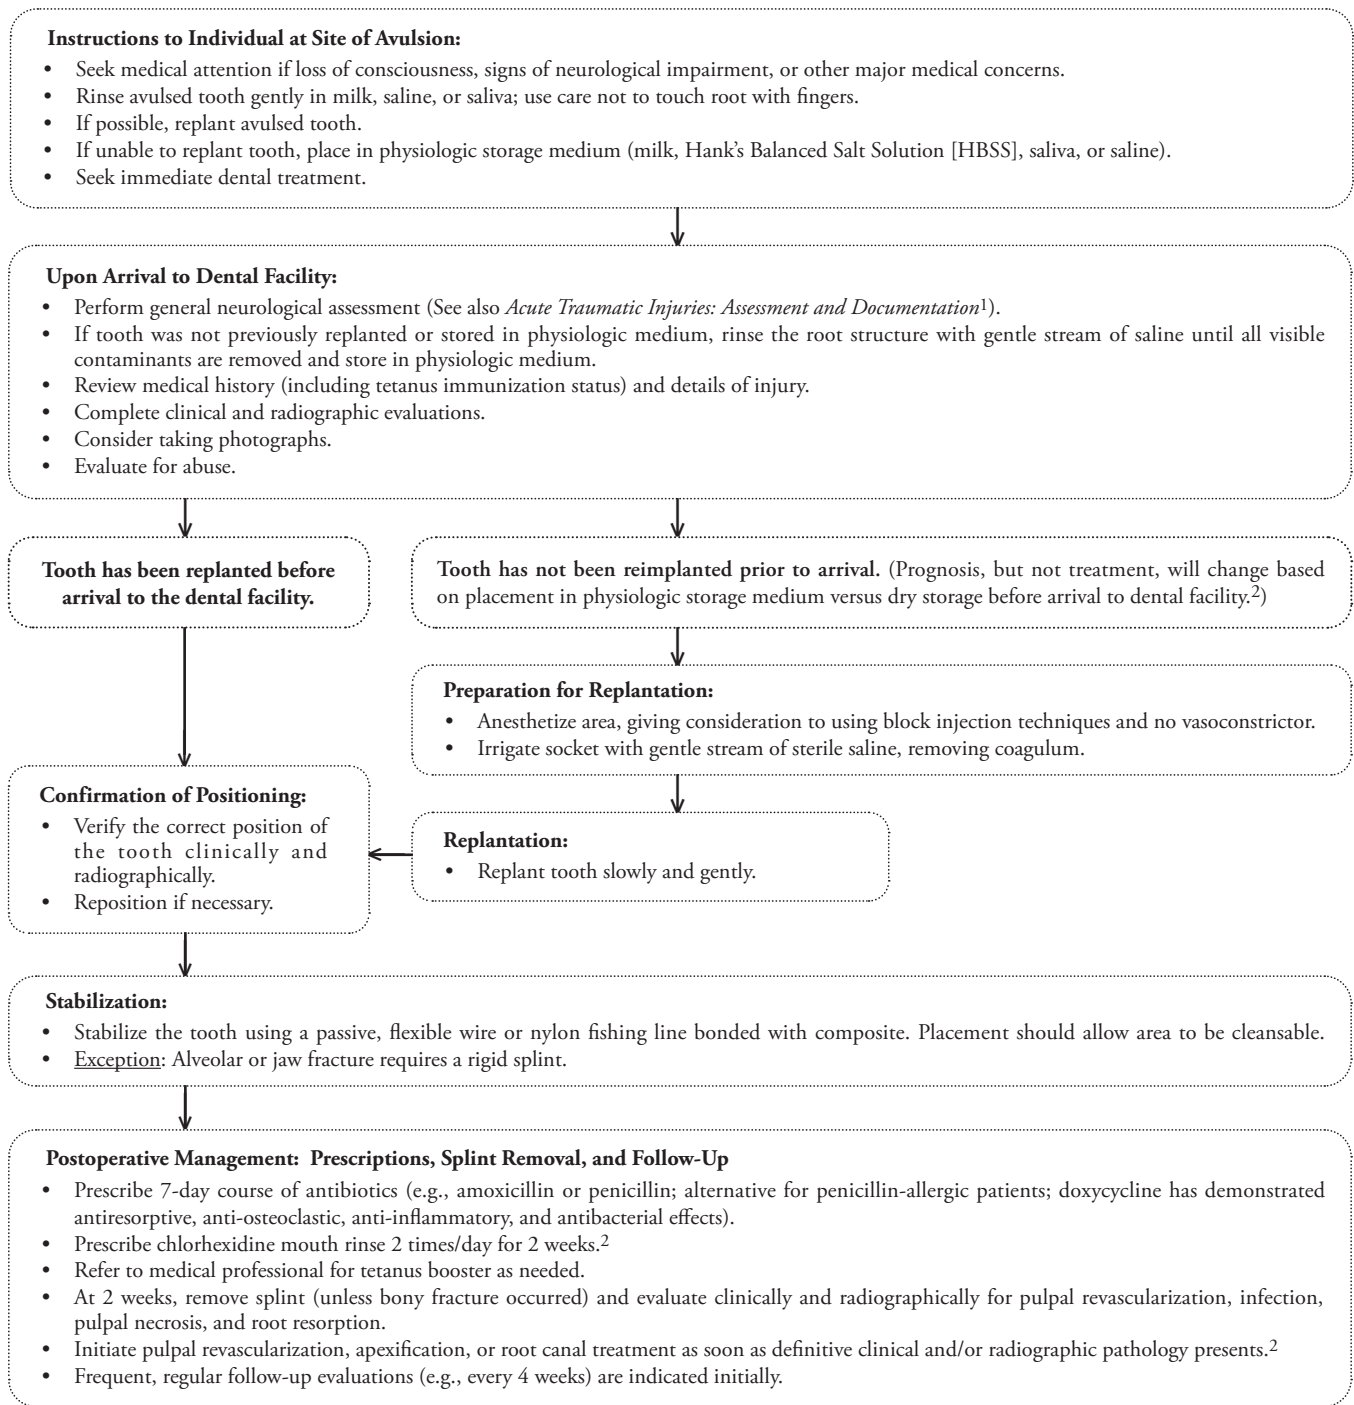 Instructions to Individual at Site of Avulsion:
• Seek medical attention if loss of consciousness, signs of neurological impairment, or other major medical concerns.
• Rinse avulsed tooth gently in milk, saline, or saliva; use care not to touch root with fingers.
• If possible, replant avulsed tooth.
• If unable to replant tooth, place in physiologic storage medium (milk, Hank’s Balanced Salt Solution [HBSS], saliva, or saline).
• Seek immediate dental treatment.
Upon Arrival to Dental Facility:
• Perform general neurological assessment (See also Acute Traumatic Injuries: Assessment and Documentation1).
• If tooth was not previously replanted or stored in physiologic medium, rinse the root structure with gentle stream of saline until all visible
contaminants are removed and store in physiologic medium.
• Review medical history (including tetanus immunization status) and details of injury.
• Complete clinical and radiographic evaluations.
• Consider taking photographs.
• Evaluate for abuse.
Tooth has been replanted before
arrival to the dental facility.
Tooth has not been reimplanted prior to arrival. (Prognosis, but not treatment, will change based
on placement in physiologic storage medium versus dry storage before arrival to dental facility.2)
Preparation for Replantation:
• Anesthetize area, giving consideration to using block injection techniques and no vasoconstrictor.
• Irrigate socket with gentle stream of sterile saline, removing coagulum.
Replantation:
• Replant tooth slowly and gently.
Confirmation of Positioning:
• Verify the correct position of
the tooth clinically and
radiographically.
• Reposition if necessary.
Stabilization:
• Stabilize the tooth using a passive, flexible wire or nylon fishing line bonded with composite. Placement should allow area to be cleansable.
• Exception: Alveolar or jaw fracture requires a rigid splint.
Postoperative Management: Prescriptions, Splint Removal, and Follow-Up
• Prescribe 7-day course of antibiotics (e.g., amoxicillin or penicillin; alternative for penicillin-allergic patients; doxycycline has demonstrated
antiresorptive, anti-osteoclastic, anti-inflammatory, and antibacterial effects).
• Prescribe chlorhexidine mouth rinse 2 times/day for 2 weeks.2
• Refer to medical professional for tetanus booster as needed.
• At 2 weeks, remove splint (unless bony fracture occurred) and evaluate clinically and radiographically for pulpal revascularization, infection,
pulpal necrosis, and root resorption.
• Initiate pulpal revascularization, apexification, or root canal treatment as soon as definitive clinical and/or radiographic pathology presents.2
• Frequent, regular follow-up evaluations (e.g., every 4 weeks) are indicated initially.